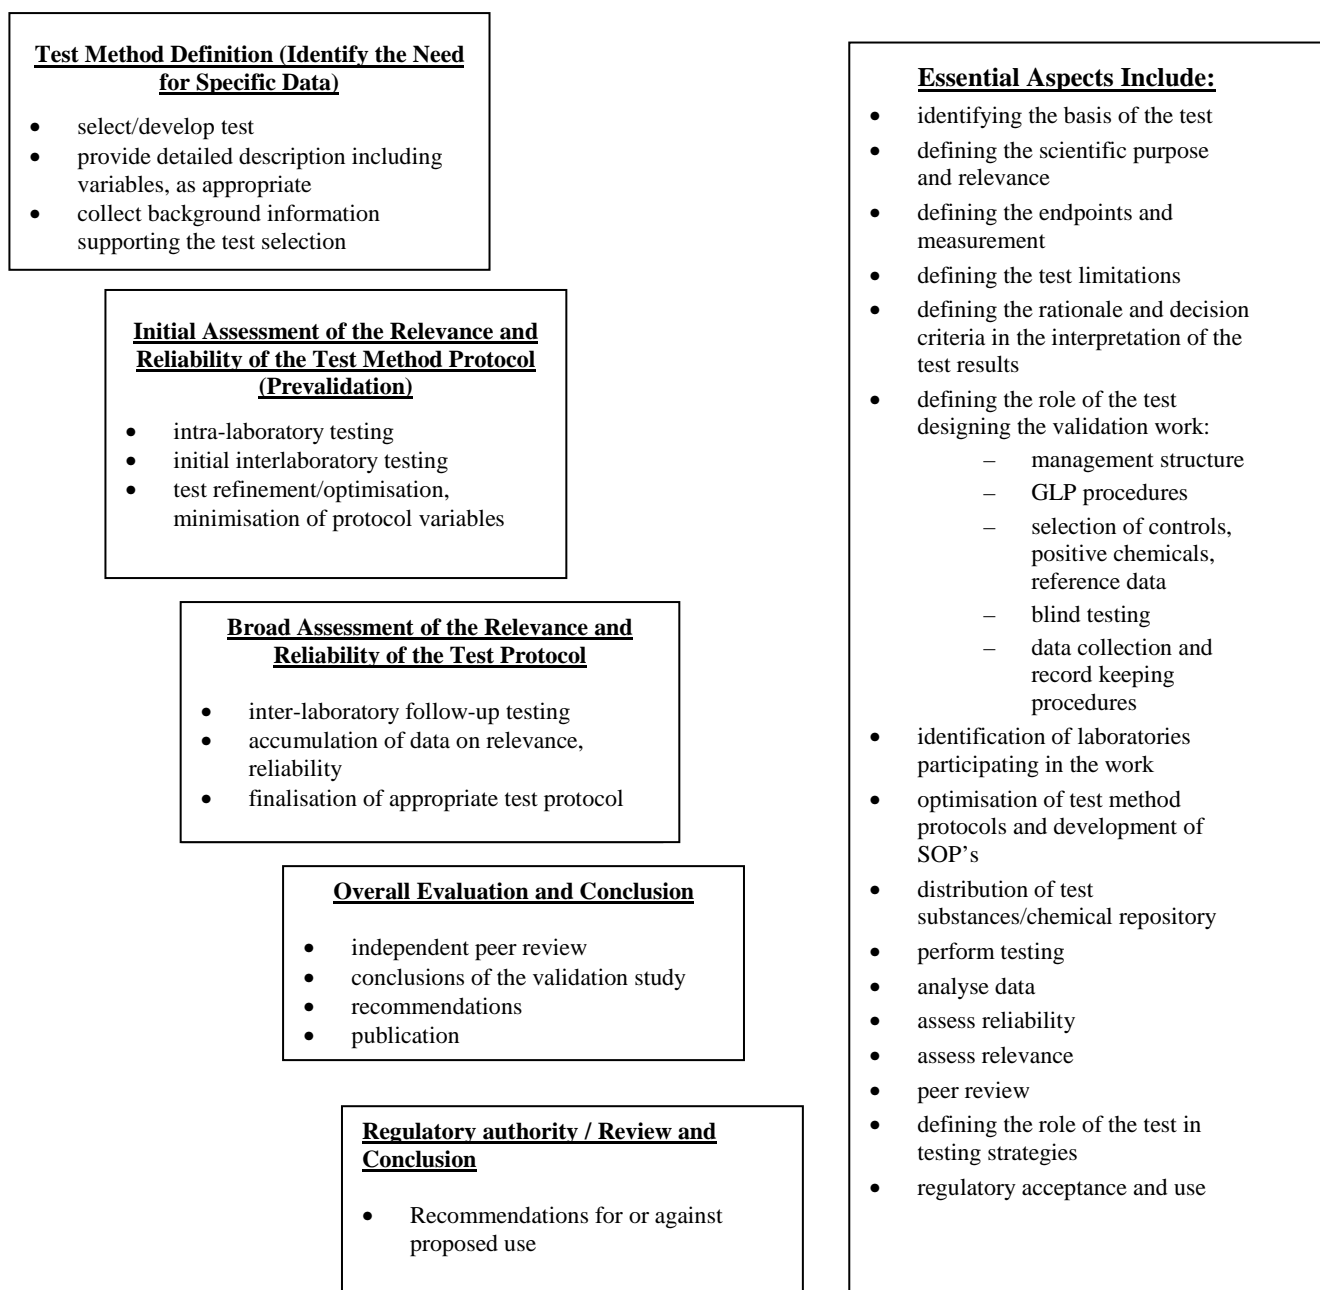 Test Method Definition (Identify the Need
for Specific Data)
• select/develop test
• provide detailed description including
variables, as appropriate
• collect background information
supporting the test selection
Initial Assessment of the Relevance and
Reliability of the Test Method Protocol
(Prevalidation)
• intra-laboratory testing
• initial interlaboratory testing
• test refinement/optimisation,
minimisation of protocol variables
Broad Assessment of the Relevance and
Reliability of the Test Protocol
• inter-laboratory follow-up testing
• accumulation of data on relevance,
reliability
• finalisation of appropriate test protocol
Overall Evaluation and Conclusion
• independent peer review
• conclusions of the validation study
• recommendations
• publication
Regulatory authority / Review and
Conclusion
• Recommendations for or against
proposed use
Essential Aspects Include:
• identifying the basis of the test
• defining the scientific purpose
and relevance
• defining the endpoints and
measurement
• defining the test limitations
• defining the rationale and decision
criteria in the interpretation of the
test results
• defining the role of the test
designing the validation work:
– management structure
– GLP procedures
– selection of controls,
positive chemicals,
reference data
– blind testing
– data collection and
record keeping
procedures
• identification of laboratories
participating in the work
• optimisation of test method
protocols and development of
SOP’s
• distribution of test
substances/chemical repository
• perform testing
• analyse data
• assess reliability
• assess relevance
• peer review
• defining the role of the test in
testing strategies
• regulatory acceptance and use